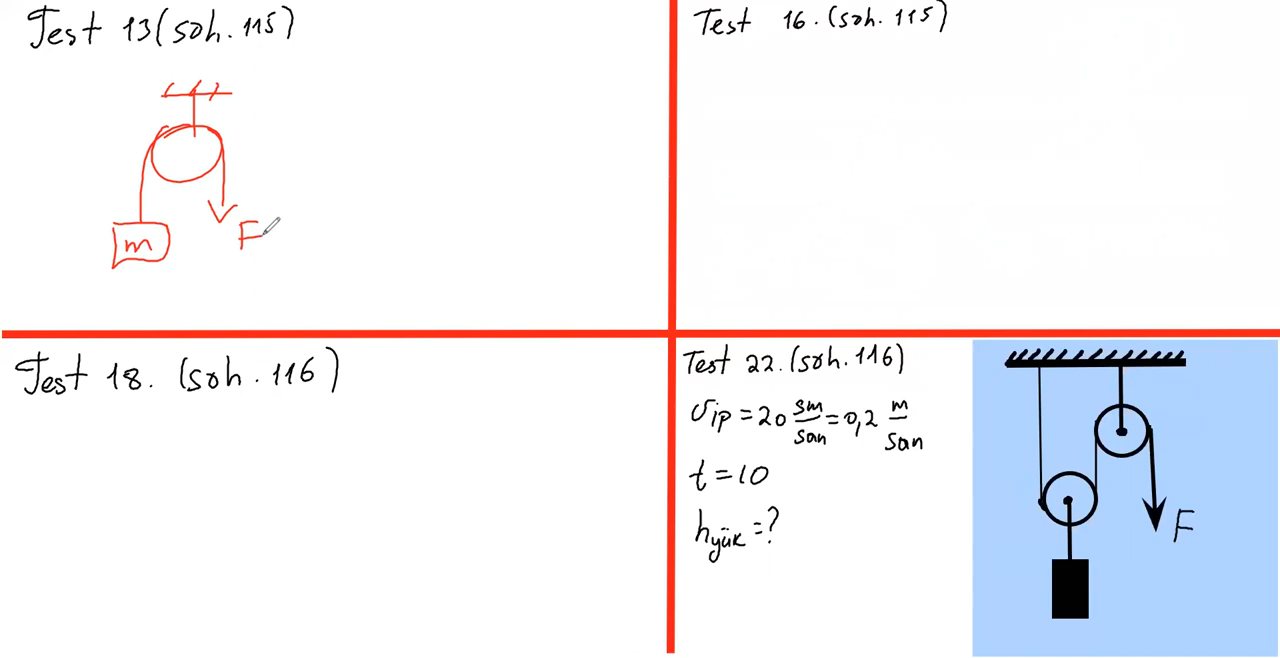 Test 13 (səh. 115)
m
F
Test 16. (səh. 115)
Test 18. (səh. 116)
Test 22. (səh. 116)
υip = 20 sm/san = 0,2 m/san
t = 10
hyük = ?
F